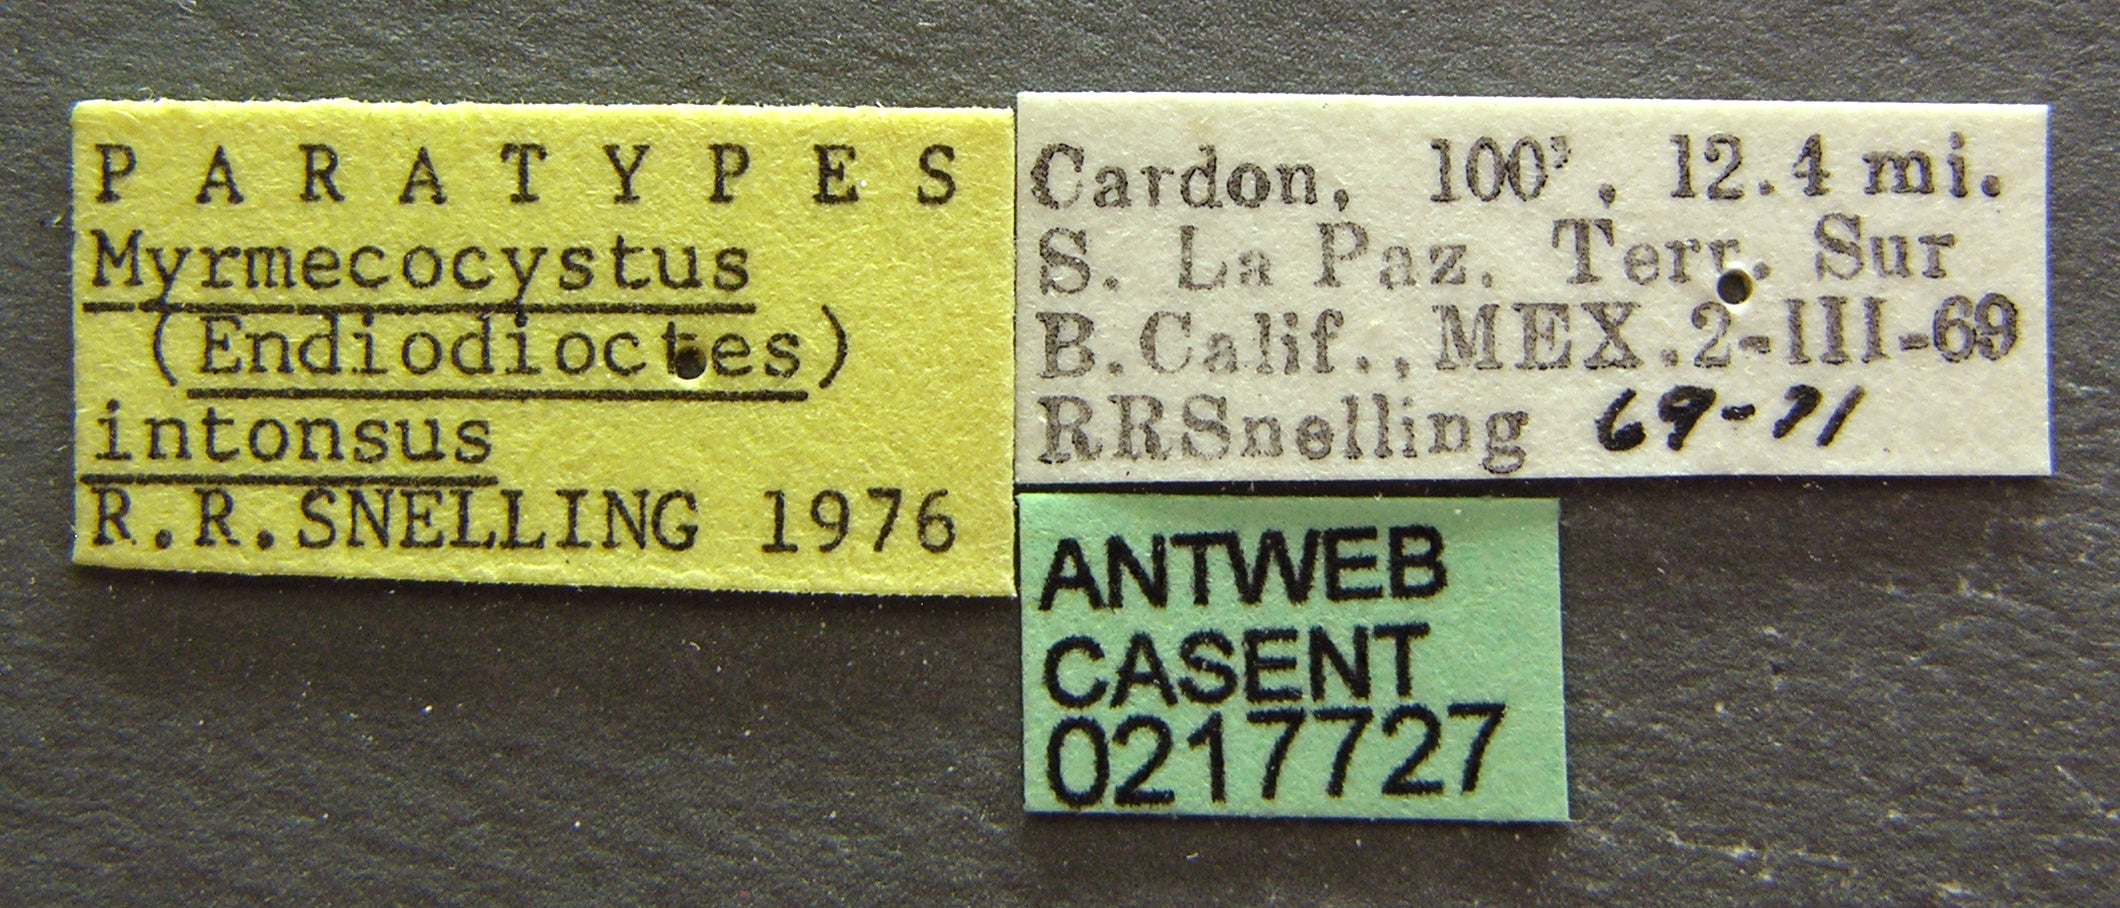 PARATYPES
Myrmecocystus
(Endiodioctes)
intonsus
R.R.SNELLING 1976
Cardon, 100', 12.4 mi.
S. La Paz, Terr. Sur
B.Calif., MEX.2-III-69
RRSnelling 69-71
ANTWEB
CASENT
0217727